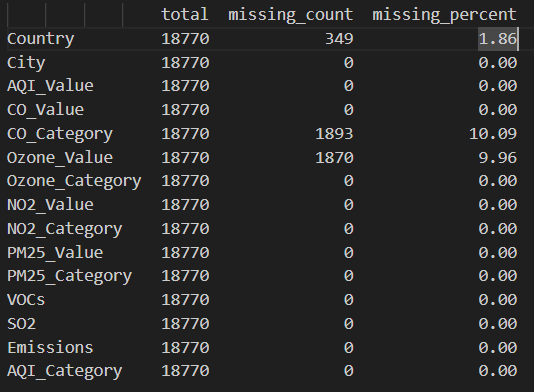 total missing_count missing_percent
Country 18770 349 1.86
City 18770 0 0.00
AQI_Value 18770 0 0.00
CO_Value 18770 0 0.00
CO_Category 18770 1893 10.09
Ozone_Value 18770 1870 9.96
Ozone_Category 18770 0 0.00
NO2_Value 18770 0 0.00
NO2_Category 18770 0 0.00
PM25_Value 18770 0 0.00
PM25_Category 18770 0 0.00
VOCs 18770 0 0.00
SO2 18770 0 0.00
Emissions 18770 0 0.00
AQI_Category 18770 0 0.00